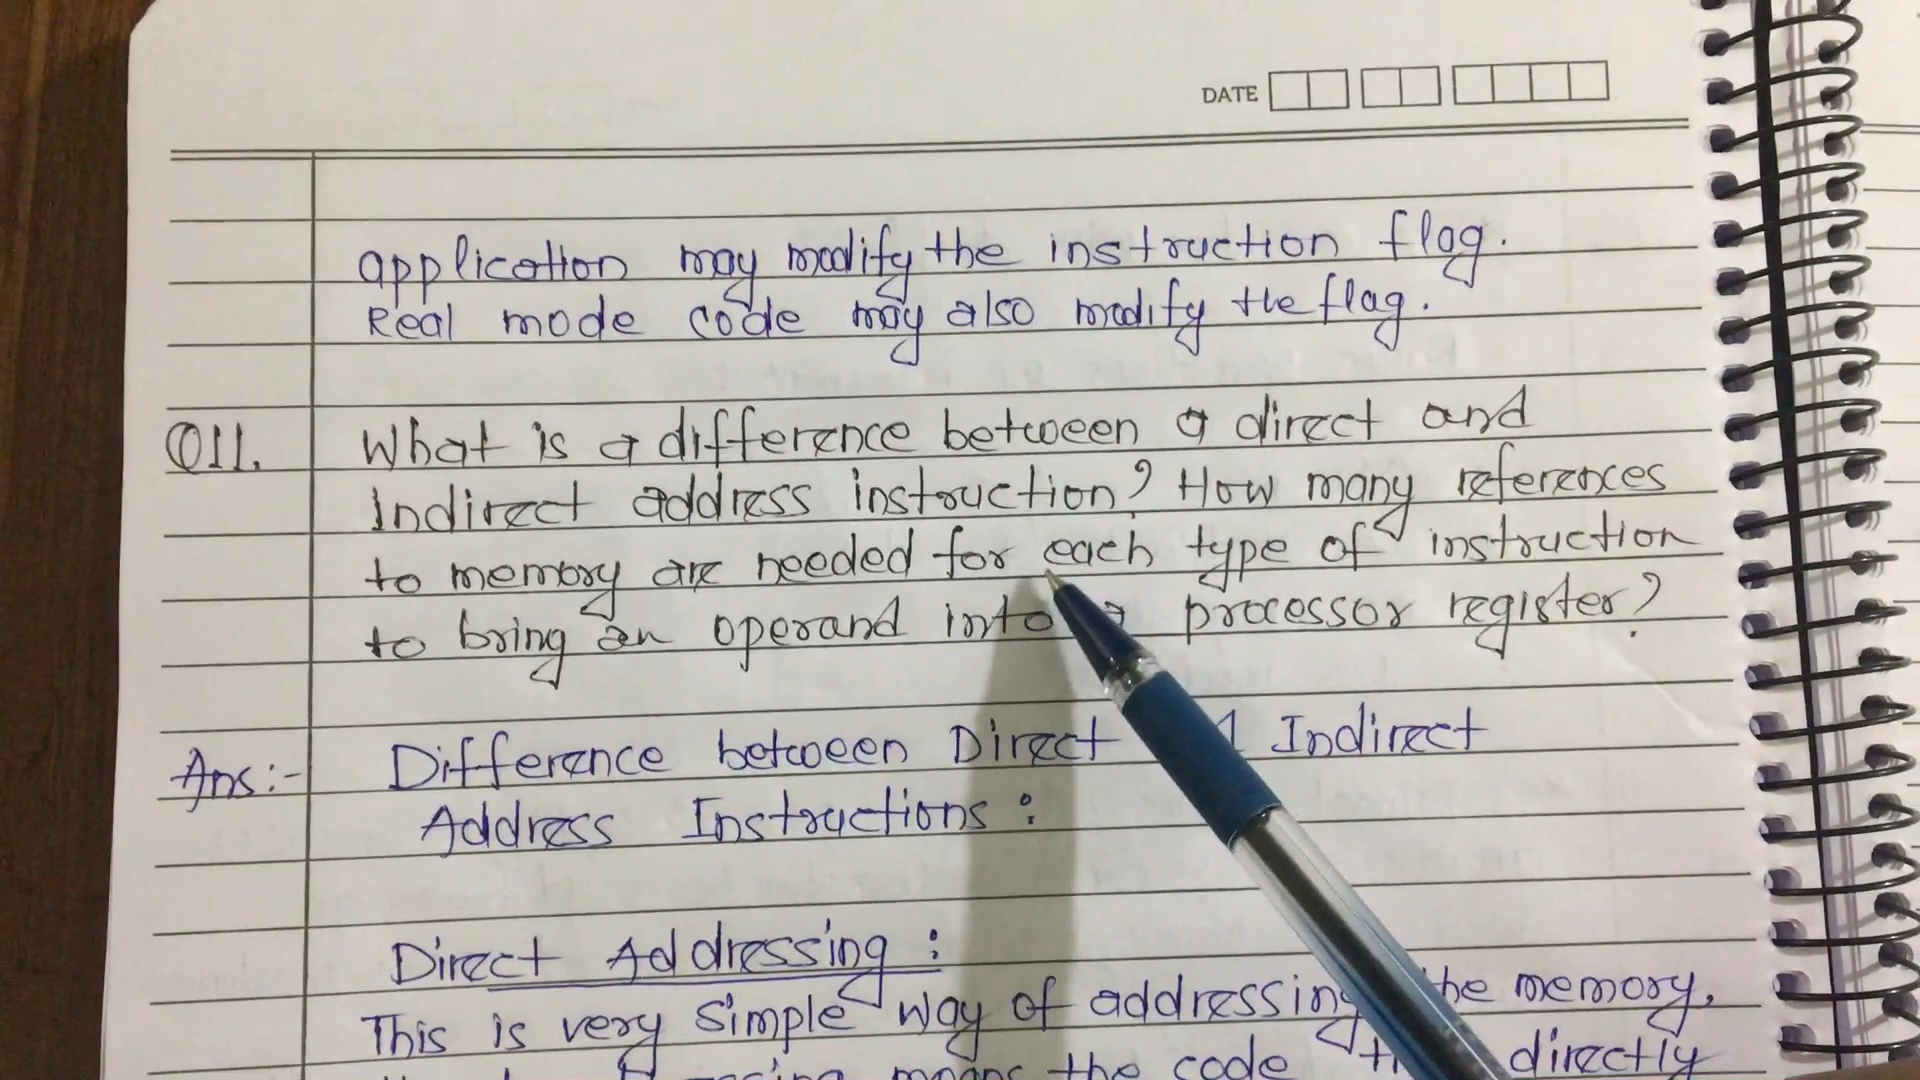 DATE
application may modify the instruction flag.
Real mode code may also modify the flag.
Q11. What is a difference between a direct and
indirect address instruction? How many references
to memory are needed for each type of instruction
to bring an operand into a processor register?
Ans:- Difference between Direct Indirect
Address Instructions :
Direct Addressing :
This is very simple way of addressing the memory,
means the code directly